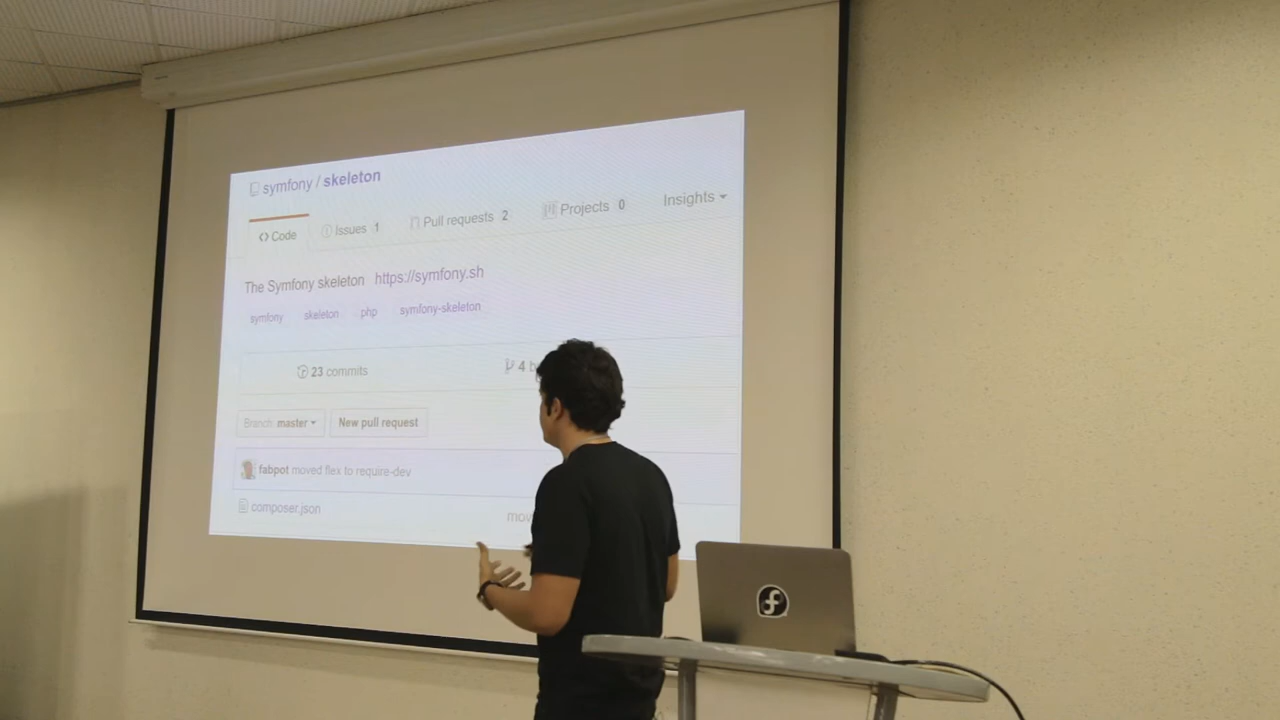 symfony / skeleton
Code Issues 1 Pull requests 2 Projects 0 Insights
The Symfony skeleton https://symfony.sh
symfony skeleton php symfony-skeleton
23 commits 4
Branch: master New pull request
fabpot moved flex to require-dev
composer.json